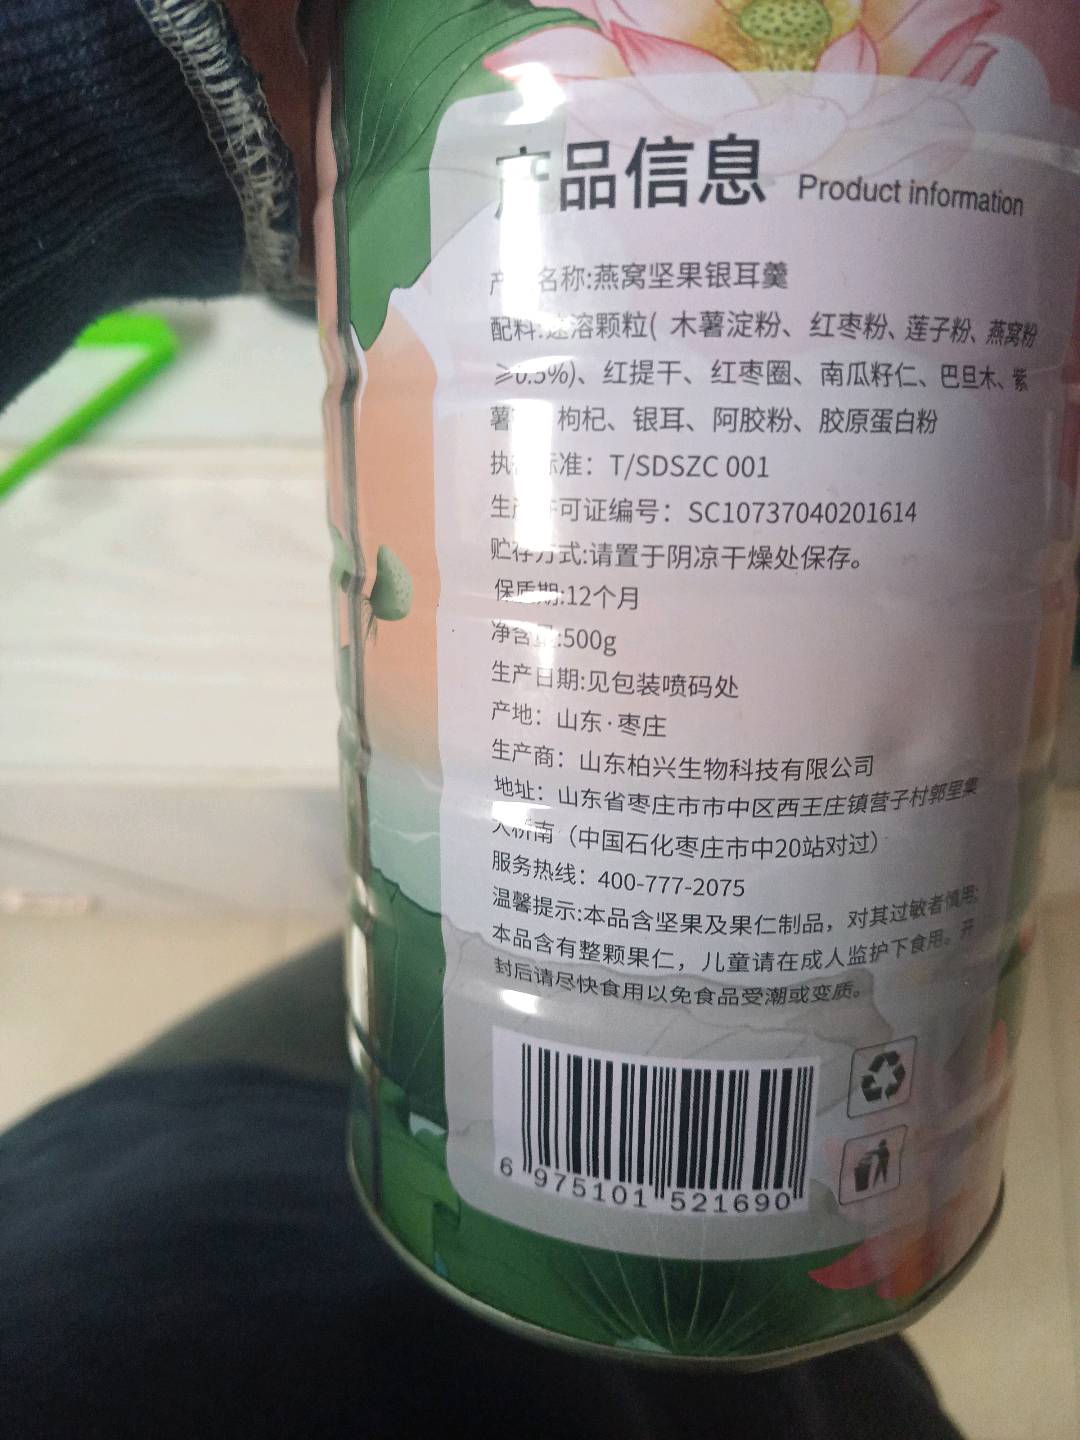 产品信息 Product information
名称:燕窝坚果银耳羹
配料:速溶颗粒( 木薯淀粉、红枣粉、莲子粉、燕窝粉
≥0.5%)、红提干、红枣圈、南瓜籽仁、巴旦木、紫
薯 枸杞、银耳、阿胶粉、胶原蛋白粉
执行标准：T/SDSZC 001
生产许可证编号：SC10737040201614
贮存方式:请置于阴凉干燥处保存。
保质期:12个月
净含量:500g
生产日期:见包装喷码处
产地：山东·枣庄
生产商：山东柏兴生物科技有限公司
地址：山东省枣庄市市中区西王庄镇营子村郭里集
大桥南（中国石化枣庄市中20站对过）
服务热线：400-777-2075
温馨提示:本品含坚果及果仁制品，对其过敏者慎用;
本品含有整颗果仁，儿童请在成人监护下食用。开
封后请尽快食用以免食品受潮或变质。
6 975101 521690